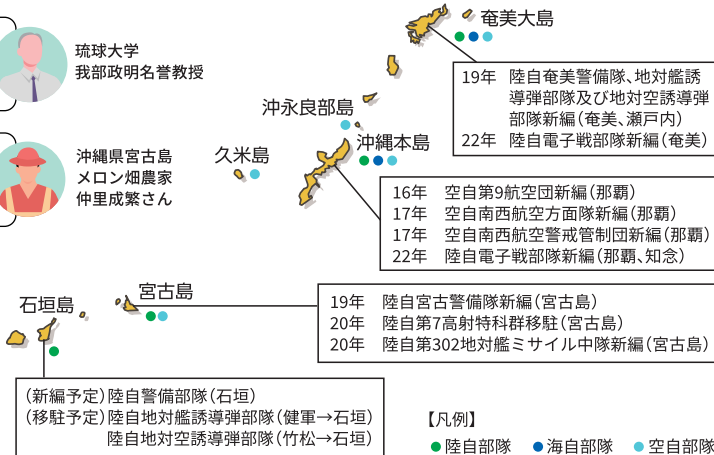 奄美大島
19年 陸自奄美警備隊、地対艦誘
導弾部隊及び地対空誘導弾
部隊新編（奄美、瀬戸内）
22年 陸自電子戦部隊新編（奄美）
琉球大学
我部政明名誉教授
沖永良部島
沖縄本島
久米島
沖縄県宮古島
メロン畑農家
仲里成繁さん
16年 空自第9航空団新編（那覇）
17年 空自南西航空方面隊新編（那覇）
17年 空自南西航空警戒管制団新編（那覇）
22年 陸自電子戦部隊新編（那覇、知念）
宮古島
石垣島
19年 陸自宮古警備隊新編（宮古島）
20年 陸自第7高射特科群移駐（宮古島）
20年 陸自第302地対艦ミサイル中隊新編（宮古島）
（新編予定）陸自警備部隊（石垣）
（移駐予定）陸自地対艦誘導弾部隊（健軍→石垣）
陸自地対空誘導弾部隊（竹松→石垣）
【凡例】
●陸自部隊 ●海自部隊 ●空自部隊